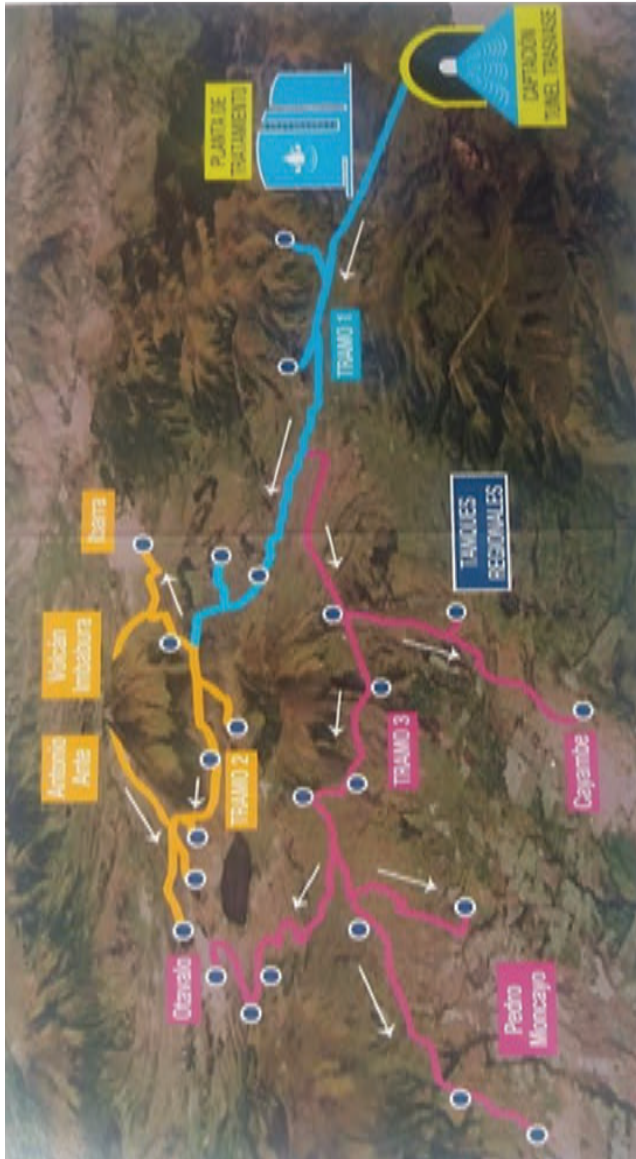 CAPTACIÓN
TUNEL TRASVASE
PLANTA DE
TRATAMIENTO
TRAMO 1
Ibarra
Volcán
Imbabura
Antonio
Ante
TRAMO 2
TANQUES
REGIONALES
TRAMO 3
Cayambe
Otavalo
Pedro
Moncayo